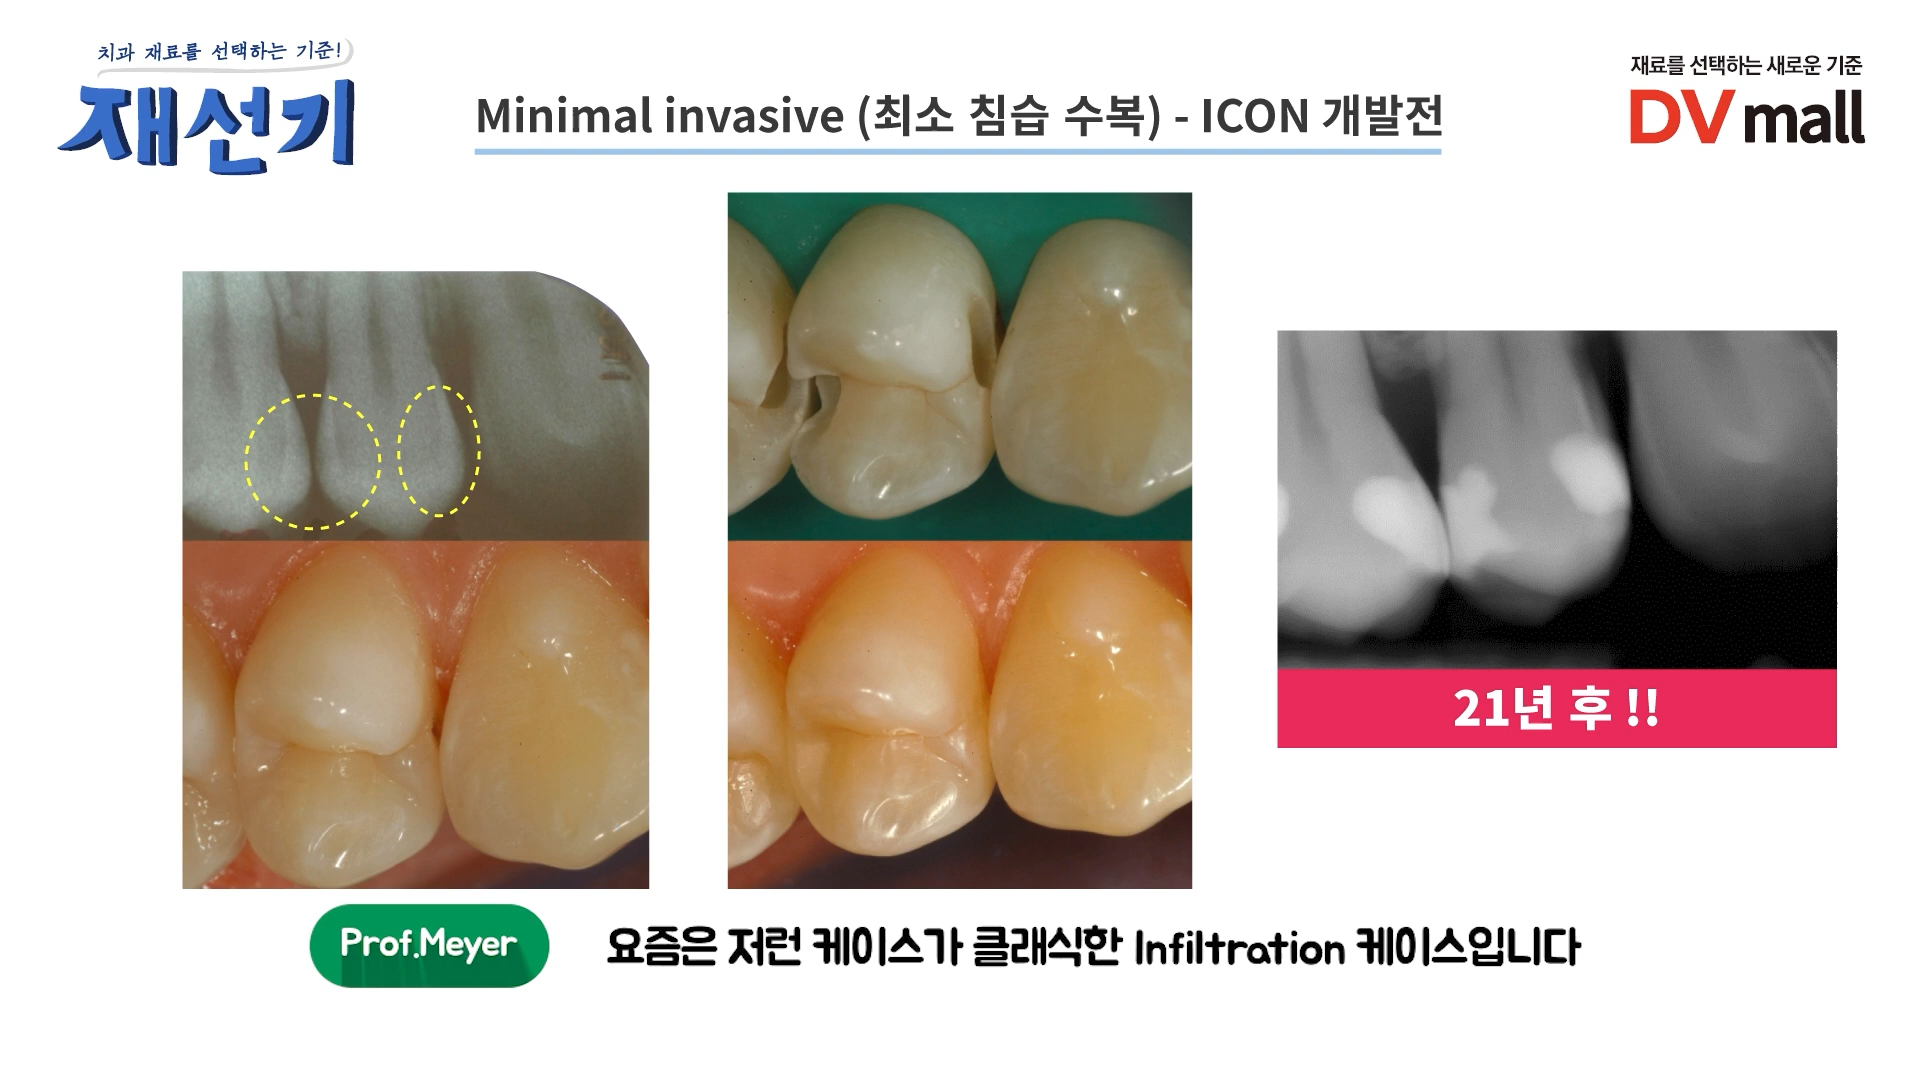 치과 재료를 선택하는 기준!
재선기
Minimal invasive (최소 침습 수복) - ICON 개발전
재료를 선택하는 새로운 기준
DV mall
21년 후 !!
Prof.Meyer
요즘은 저런 케이스가 클래식한 Infiltration 케이스입니다